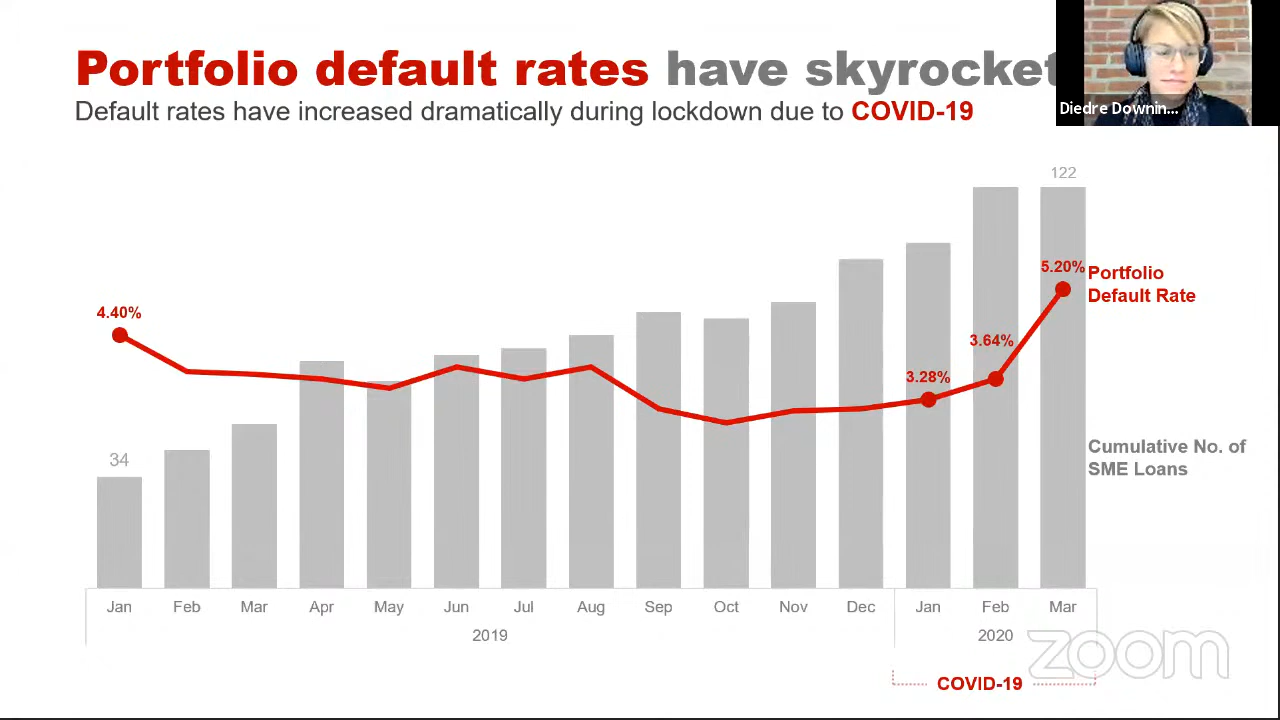 Portfolio default rates have skyrocket
Diedre Downin...
Default rates have increased dramatically during lockdown due to COVID-19
122
5.20%
Portfolio
Default Rate
4.40%
3.64%
3.28%
34
Cumulative No. of
SME Loans
Jan Feb Mar Apr May Jun Jul Aug Sep Oct Nov Dec Jan Feb Mar
2019 2020
zoom
COVID-19